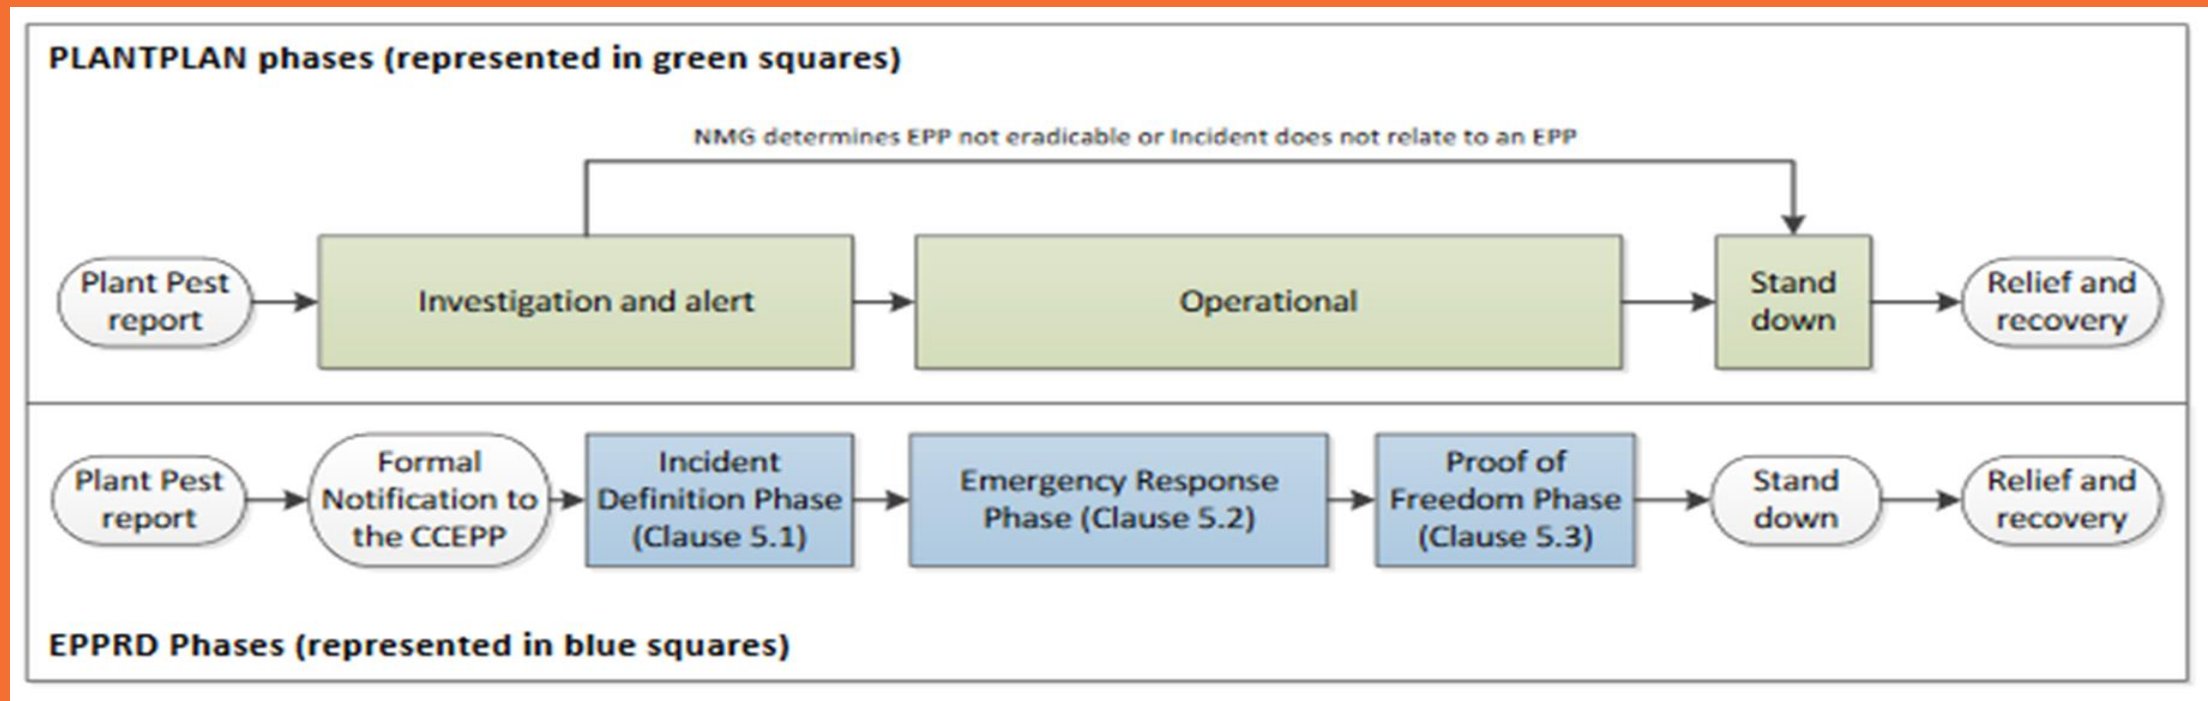 PLANTPLAN phases (represented in green squares)
NMG determines EPP not eradicable or Incident does not relate to an EPP
Plant Pest
report
Investigation and alert
Operational
Stand
down
Relief and
recovery
Plant Pest
report
Formal
Notification to
the CCEPP
Incident
Definition Phase
(Clause 5.1)
Emergency Response
Phase (Clause 5.2)
Proof of
Freedom Phase
(Clause 5.3)
Stand
down
Relief and
recovery
EPPRD Phases (represented in blue squares)